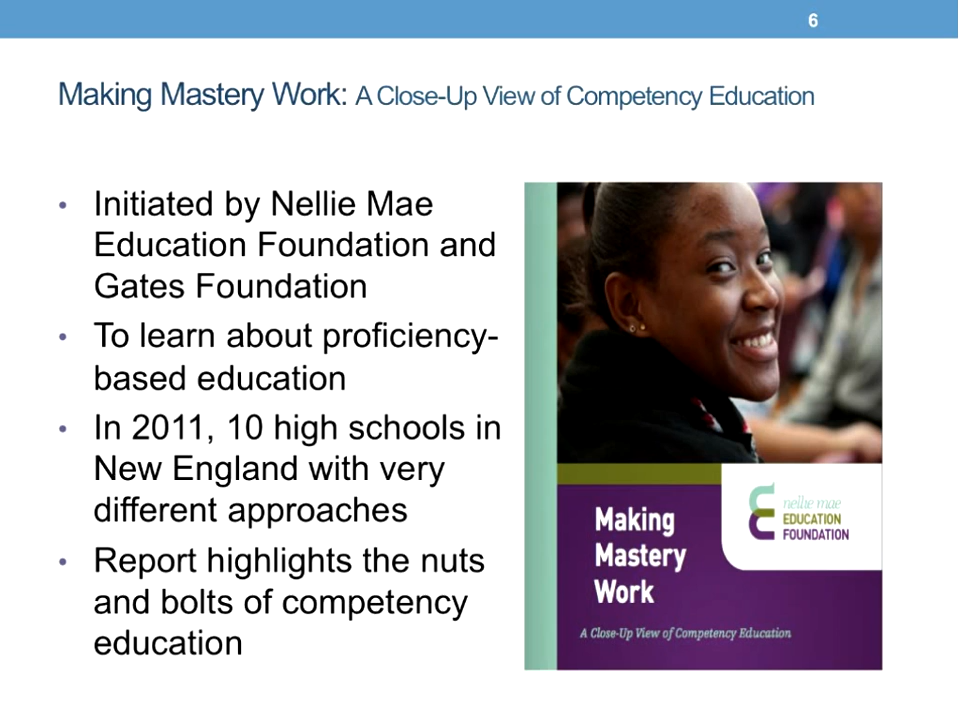 6
Making Mastery Work: A Close-Up View of Competency Education
• Initiated by Nellie Mae
Education Foundation and
Gates Foundation
• To learn about proficiency-
based education
• In 2011, 10 high schools in
New England with very
different approaches
• Report highlights the nuts
and bolts of competency
education
nellie mae
EDUCATION
FOUNDATION
Making
Mastery
Work
A Close-Up View of Competency Education